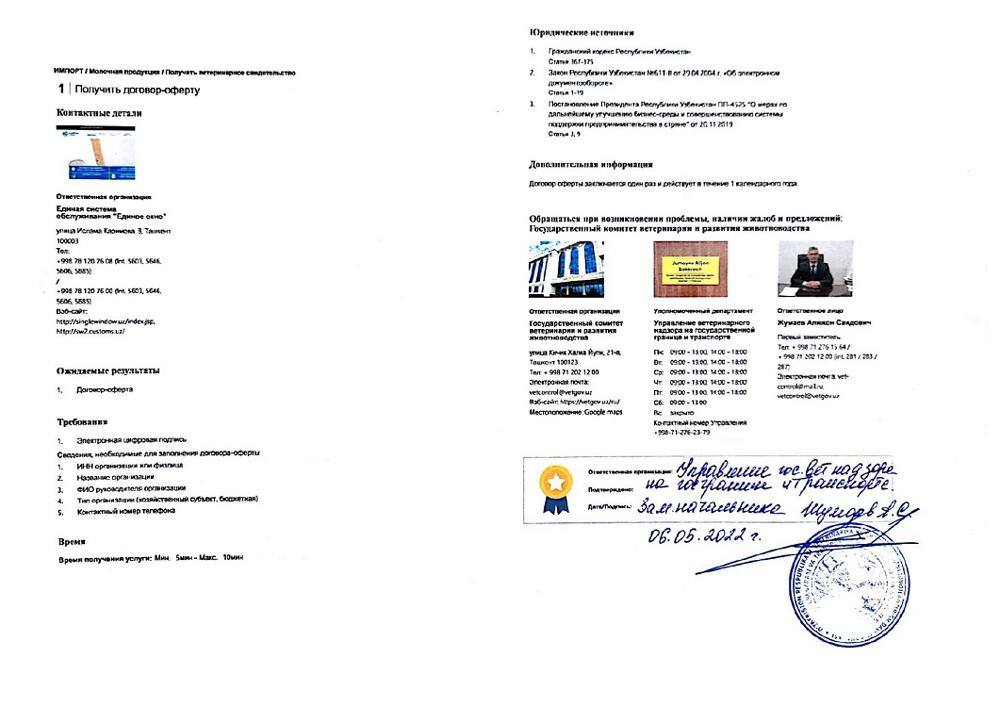 ИМПОРТ / Молочная продукция / Получить ветеринарное свидетельство
1 | Получить договор-оферту
Контактные детали
Ответственная организация
Единая система
обслуживания "Единое окно"
улица Ислама Каримова, 3, Ташкент
100003
Тел:
+998 78 120 76 08 (int. 5603, 5646,
5606, 5885)
/
+998 78 120 76 00 (int. 5603, 5646,
5606, 5885)
Вэб-сайт:
http://singlewindow.uz/index.jsp,
http://sw2.customs.uz/
Ожидаемые результаты
1. Договор-оферта
Требования
1. Электронная цифровая подпись
Сведения, необходимые для заполнения договора-оферты
1. ИНН организации или физлица
2. Название организации
3. ФИО руководителя организации
4. Тип организации (хозяйственный субъект, бюджетная)
5. Контактный номер телефона
Время
Время получения услуги: Мин. 5мин - Макс. 10мин
Юридические источники
1. Гражданский кодекс Республики Узбекистан
Статьи 367-375
2. Закон Республики Узбекистан №611-II от 29.04.2004 г. «Об электронном
документообороте»
Статьи 1-19
3. Постановление Президента Республики Узбекистан ПП-4525 "О мерах по
дальнейшему улучшению бизнес-среды и совершенствованию системы
поддержки предпринимательства в стране" от 20.11.2019
Статьи 3, 9
Дополнительная информация
Договор оферты заключается один раз и действует в течение 1 календарного года.
Обращаться при возникновении проблемы, наличии жалоб и предложений:
Государственный комитет ветеринарии и развития животноводства
Jumayev Alijon
Ответственная организация
Государственный комитет
ветеринарии и развития
животноводства
улица Кичик Халка Йули, 21-а,
Ташкент 100123
Тел: + 998 71 202 12 00
Электронная почта:
vetcontrol@vetgov.uz
Вэб-сайт: https://vetgov.uz/ru/
Местоположение: Google maps
Уполномоченный департамент
Управление ветеринарного
надзора на государственной
границе и транспорте
Пн: 09:00 - 13:00, 14:00 - 18:00
Вт: 09:00 - 13:00, 14:00 - 18:00
Ср: 09:00 - 13:00, 14:00 - 18:00
Чт: 09:00 - 13:00, 14:00 - 18:00
Пт: 09:00 - 13:00, 14:00 - 18:00
Сб: 09:00 - 13:00
Вс: закрыто
Контактный номер Управления
+998-71-276-23-79
Ответственное лицо
Жумаев Алижон Саидович
Первый заместитель
Тел: + 998 71 276 15 64 /
+ 998 71 202 12 00 (int. 281 / 283 /
287)
Электронная почта: vet-
control@mail.ru,
vetcontrol@vetgov.uz
Ответственная организация: Управление гос. вет надзора
Подтверждено: на госгранице и транспорте.
Дата/Подпись: Зам. начальника
06.05.2022 г.